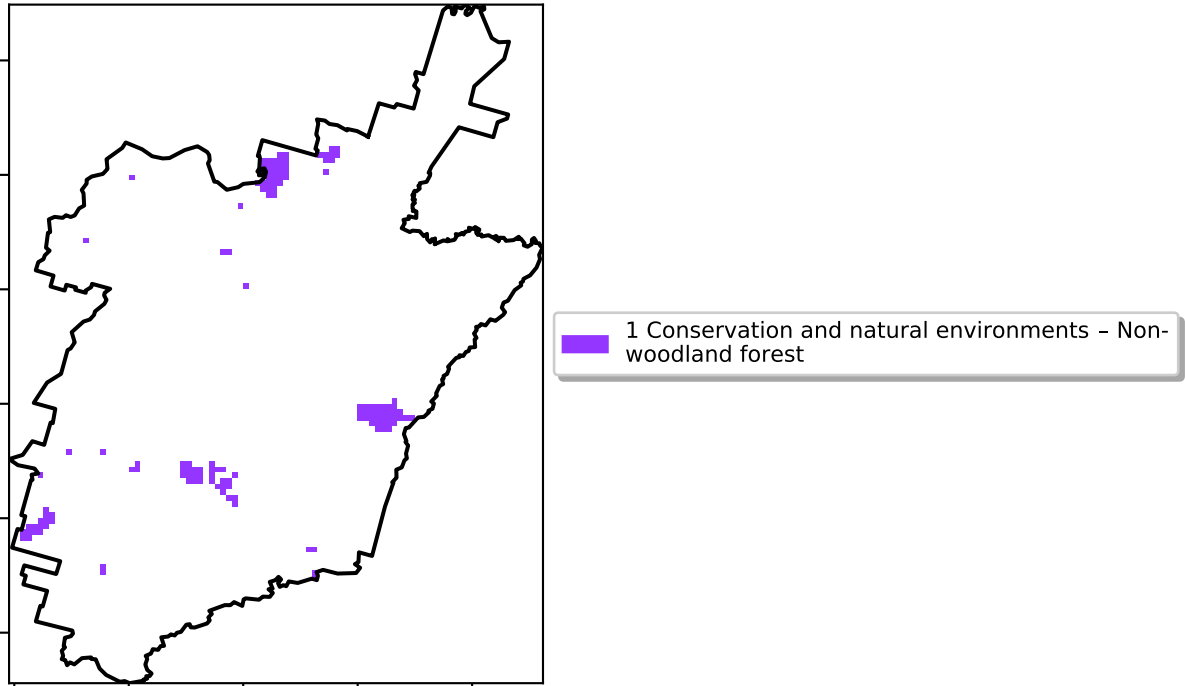 1 Conservation and natural environments – Non-
woodland forest